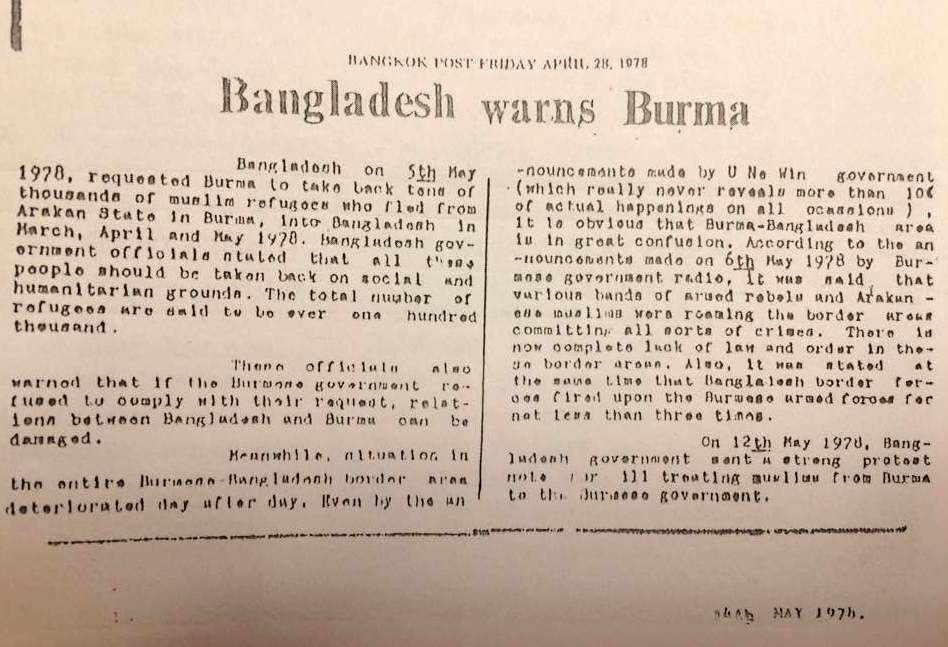 BANGKOK POST FRIDAY APRIL 28, 1978
Bangladesh warns Burma
Bangladesh on 5th May
1978, requested Burma to take back tens of
thousands of muslim refugees who fled from
Arakan State in Burma, into Bangladesh in
March, April and May 1978. Bangladesh gov-
ernment officials stated that all these
people should be taken back on social and
humanitarian grounds. The total number of
refugees are said to be over one hundred
thousand.
These officials also
warned that if the Burmese government re-
fused to comply with their request, relat-
ions between Bangladesh and Burma can be
damaged.
Meanwhile, situation in
the entire Burmese-Bangladesh border area
deteriorated day after day. Even by the an
-nouncements made by U Ne Win government
(which really never reveals more than 10%
of actual happenings on all ocassions ) ,
it is obvious that Burma-Bangladesh area
is in great confusion. According to the an
-nouncements made on 6th May 1978 by Bur-
mese government radio, it was said, that
various bands of armed rebels and Arakan -
ese muslims were roaming the border areas
committing all sorts of crimes. There is
now complete lack of law and order in the-
se border areas. Also, it was stated at
the same time that Bangladesh border for-
ces fired upon the Burmese armed forces for
not less than three times.
On 12th May 1978, Bang-
ladesh government sent a strong protest
note for ill treating muslims from Burma
to the Burmese government.
MAY 1978.